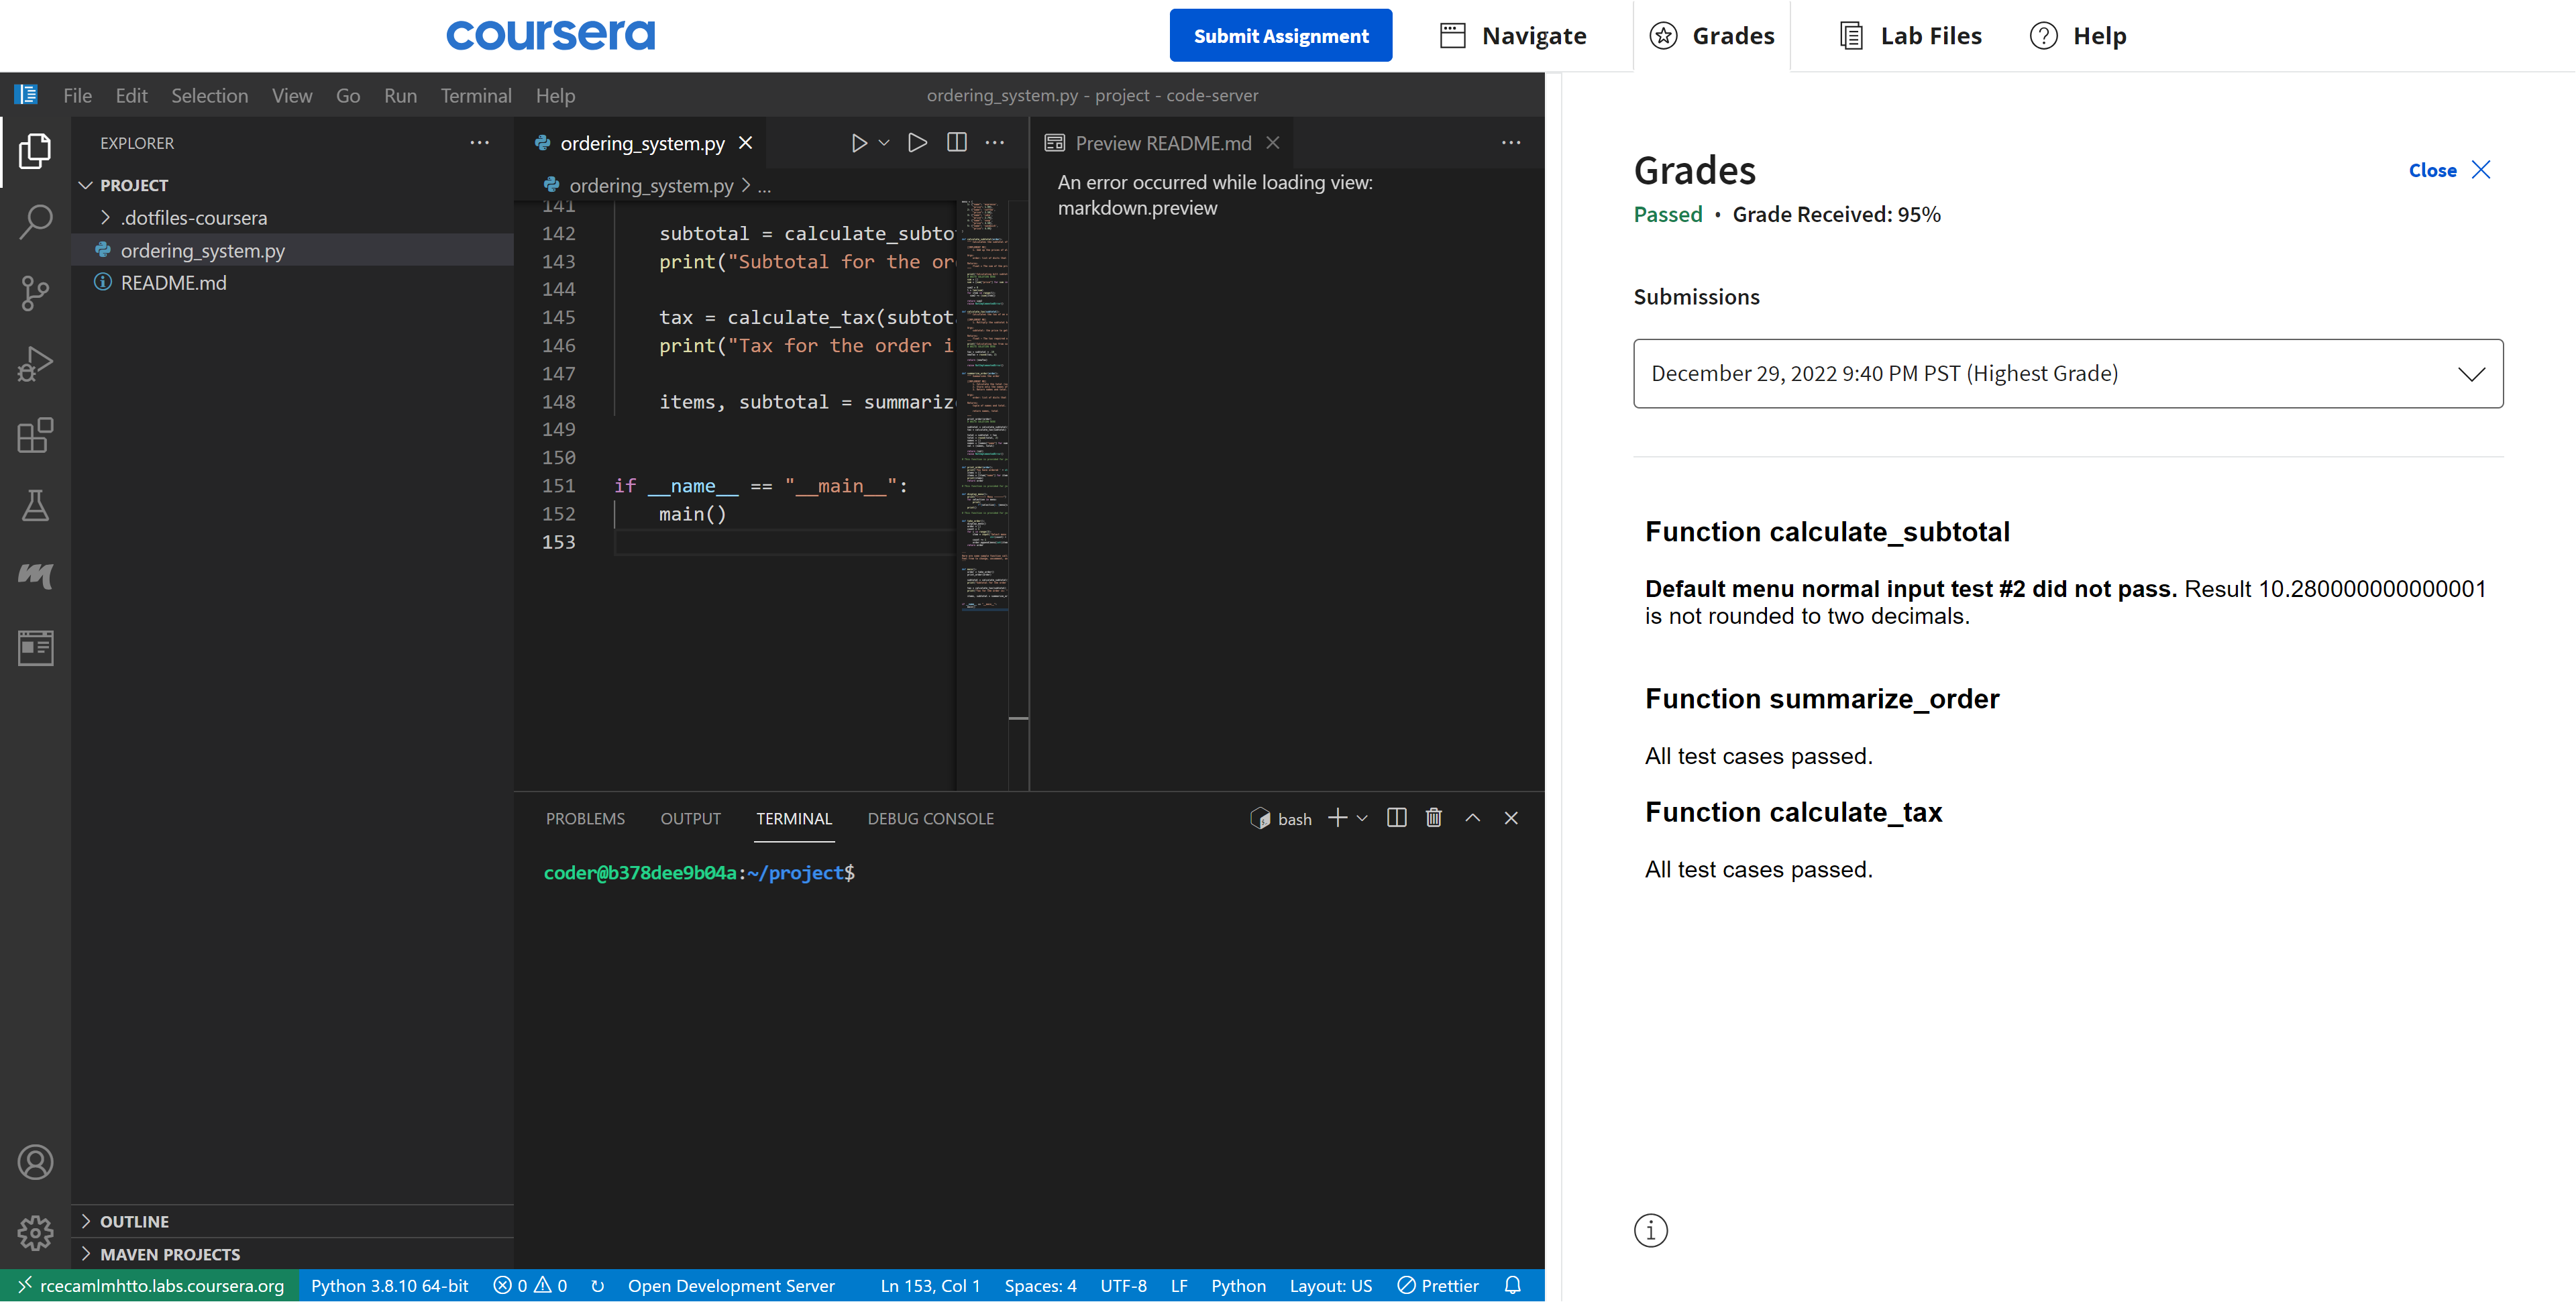 coursera
Submit Assignment
Navigate
Grades
Lab Files
Help
File Edit Selection View Go Run Terminal Help
ordering_system.py - project - code-server
EXPLORER
PROJECT
.dotfiles-coursera
ordering_system.py
README.md
OUTLINE
MAVEN PROJECTS
ordering_system.py
ordering_system.py > ...
141
142 subtotal = calculate_subto
143 print("Subtotal for the or
144
145 tax = calculate_tax(subtot
146 print("Tax for the order i
147
148 items, subtotal = summariz
149
150
151 if __name__ == "__main__":
152 main()
153
Preview README.md
An error occurred while loading view:
markdown.preview
PROBLEMS OUTPUT TERMINAL DEBUG CONSOLE
bash
coder@b378dee9b04a:~/project$
rcecamlmhtto.labs.coursera.org Python 3.8.10 64-bit 0 0 Open Development Server Ln 153, Col 1 Spaces: 4 UTF-8 LF Python Layout: US Prettier
Grades
Close
Passed • Grade Received: 95%
Submissions
December 29, 2022 9:40 PM PST (Highest Grade)
Function calculate_subtotal
Default menu normal input test #2 did not pass. Result 10.280000000000001
is not rounded to two decimals.
Function summarize_order
All test cases passed.
Function calculate_tax
All test cases passed.